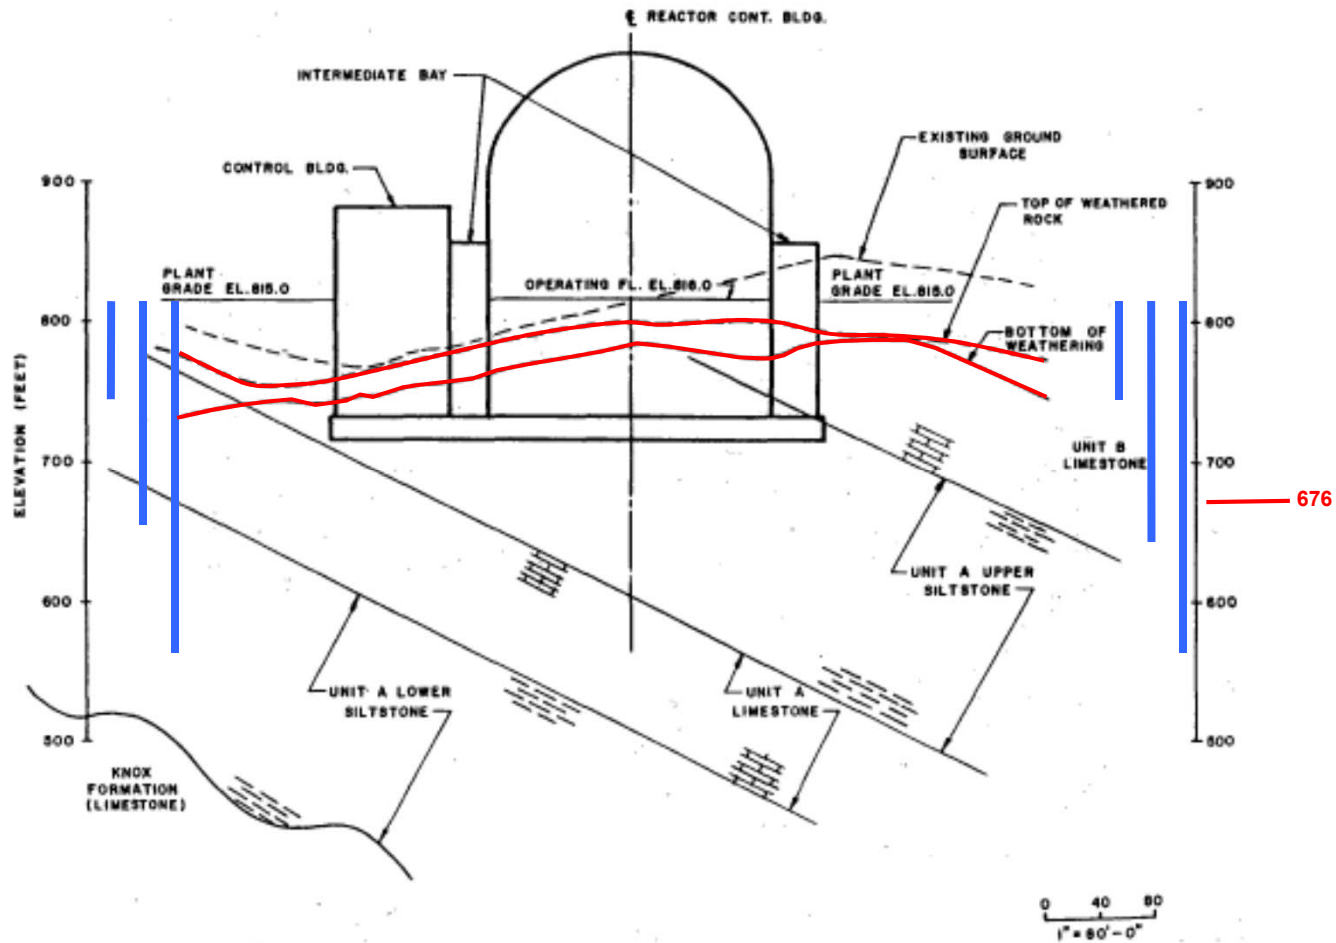 ℄ REACTOR CONT. BLDG.
INTERMEDIATE BAY
EXISTING GROUND
SURFACE
CONTROL BLDG.
900
900
TOP OF WEATHERED
ROCK
PLANT
GRADE EL.815.0
OPERATING FL. EL.818.0
PLANT
GRADE EL.815.0
800
800
BOTTOM OF
WEATHERING
ELEVATION (FEET)
UNIT B
LIMESTONE
700
700
676
UNIT A UPPER
SILTSTONE
600
600
UNIT A LOWER
SILTSTONE
UNIT A
LIMESTONE
500
500
KNOX
FORMATION
(LIMESTONE)
0 40 80
1" = 80'-0"